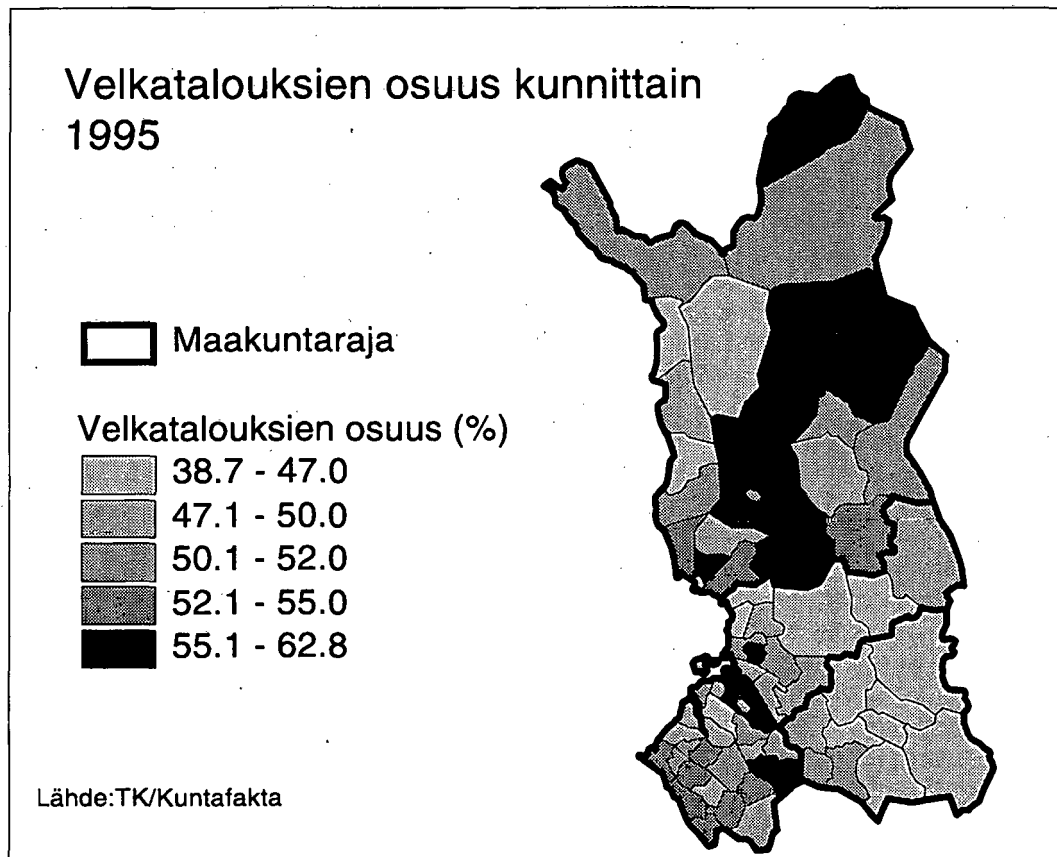 Velkatalouksien osuus kunnittain
1995
Maakuntaraja
Velkatalouksien osuus (%)
38.7 - 47.0
47.1 - 50.0
50.1 - 52.0
52.1 - 55.0
55.1 - 62.8
Lähde:TK/Kuntafakta